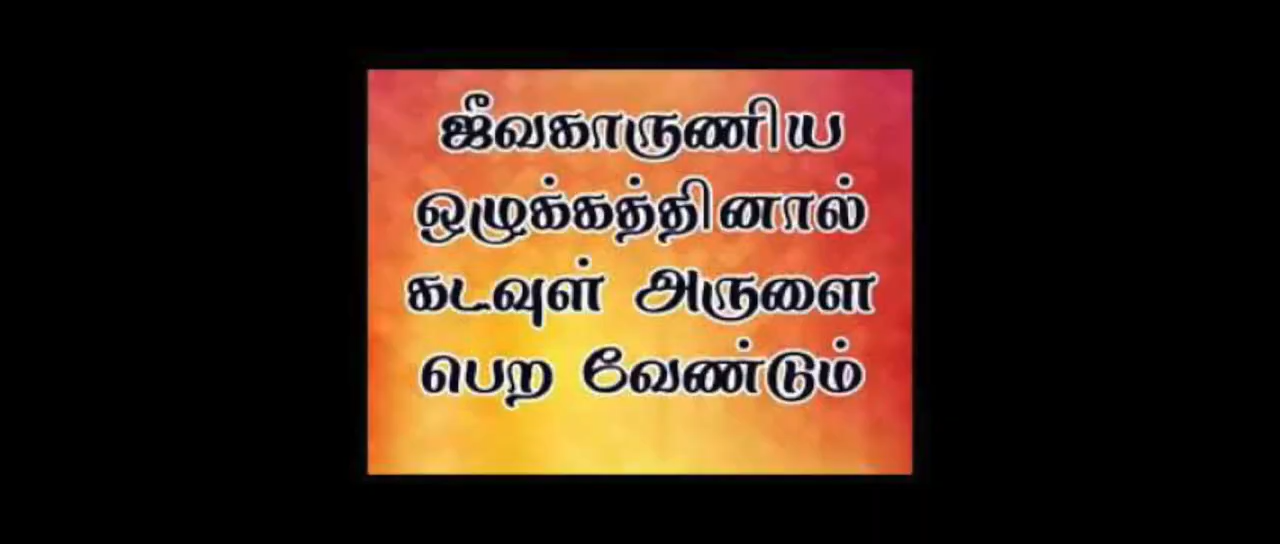 ஜீவகாருணிய
ஒழுக்கத்தினால்
கடவுள் அருளை
பெற வேண்டும்